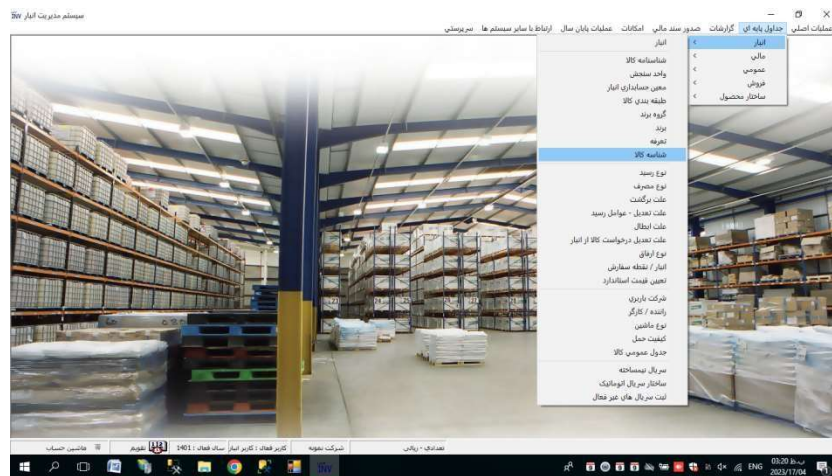 سیستم مدیریت انبار INV
عملیات اصلی جداول پایه ای گزارشات صدور سند مالی امکانات عملیات پایان سال ارتباط با سایر سیستم ها سرپرستی
انبار
مالی
عمومی
فروش
ساختار محصول
انبار
شناسنامه کالا
واحد سنجش
معین حسابداری انبار
طبقه بندی کالا
گروه برند
برند
تعرفه
شناسه کالا
نوع رسید
نوع مصرف
علت برگشت
علت تعدیل - عوامل رسید
علت ابطال
علت تعدیل درخواست کالا از انبار
نوع ارفاق
انبار / نقطه سفارش
تعیین قیمت استاندارد
شرکت باربری
راننده / کارگر
نوع ماشین
کیفیت حمل
جدول عمومی کالا
سریال نیمساخته
ساختار سریال اتوماتیک
ثبت سریال های غیر فعال
تعدادی - ریالی
شرکت نمونه
کاربر فعال : کاربر انبار
سال فعال : 1401
تقویم
ماشین حساب
INV
ENG
03:20 ب.ظ
2023/17/04